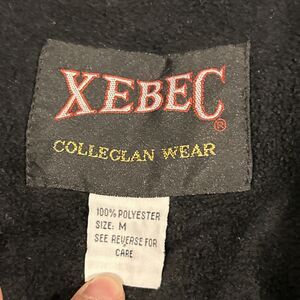 XEBEC®
COLLEGLAN WEAR
100% POLYESTER
SIZE: M
SEE REVERSE FOR
CARE